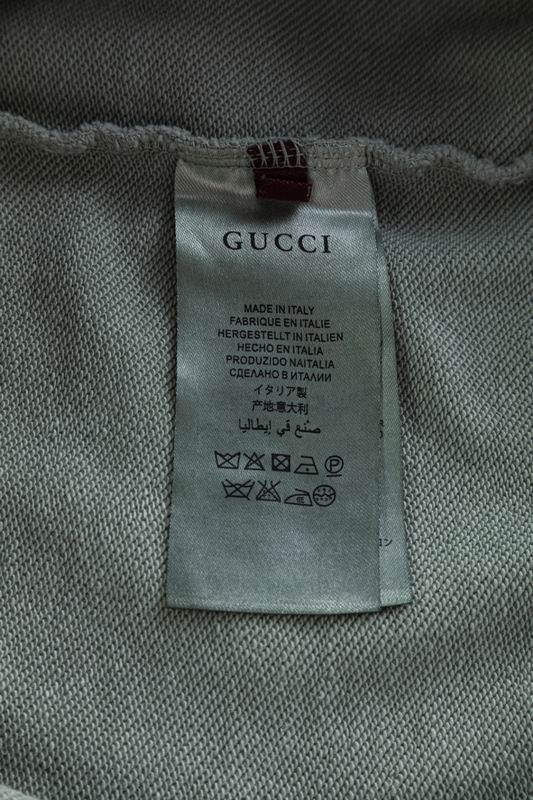 GUCCI
MADE IN ITALY
FABRIQUE EN ITALIE
HERGESTELLT IN ITALIEN
HECHO EN ITALIA
PRODUZIDO NAITALIA
СДЕЛАНО В ИТАЛИИ
イタリア製
产地:意大利
صنع في إيطاليا
P